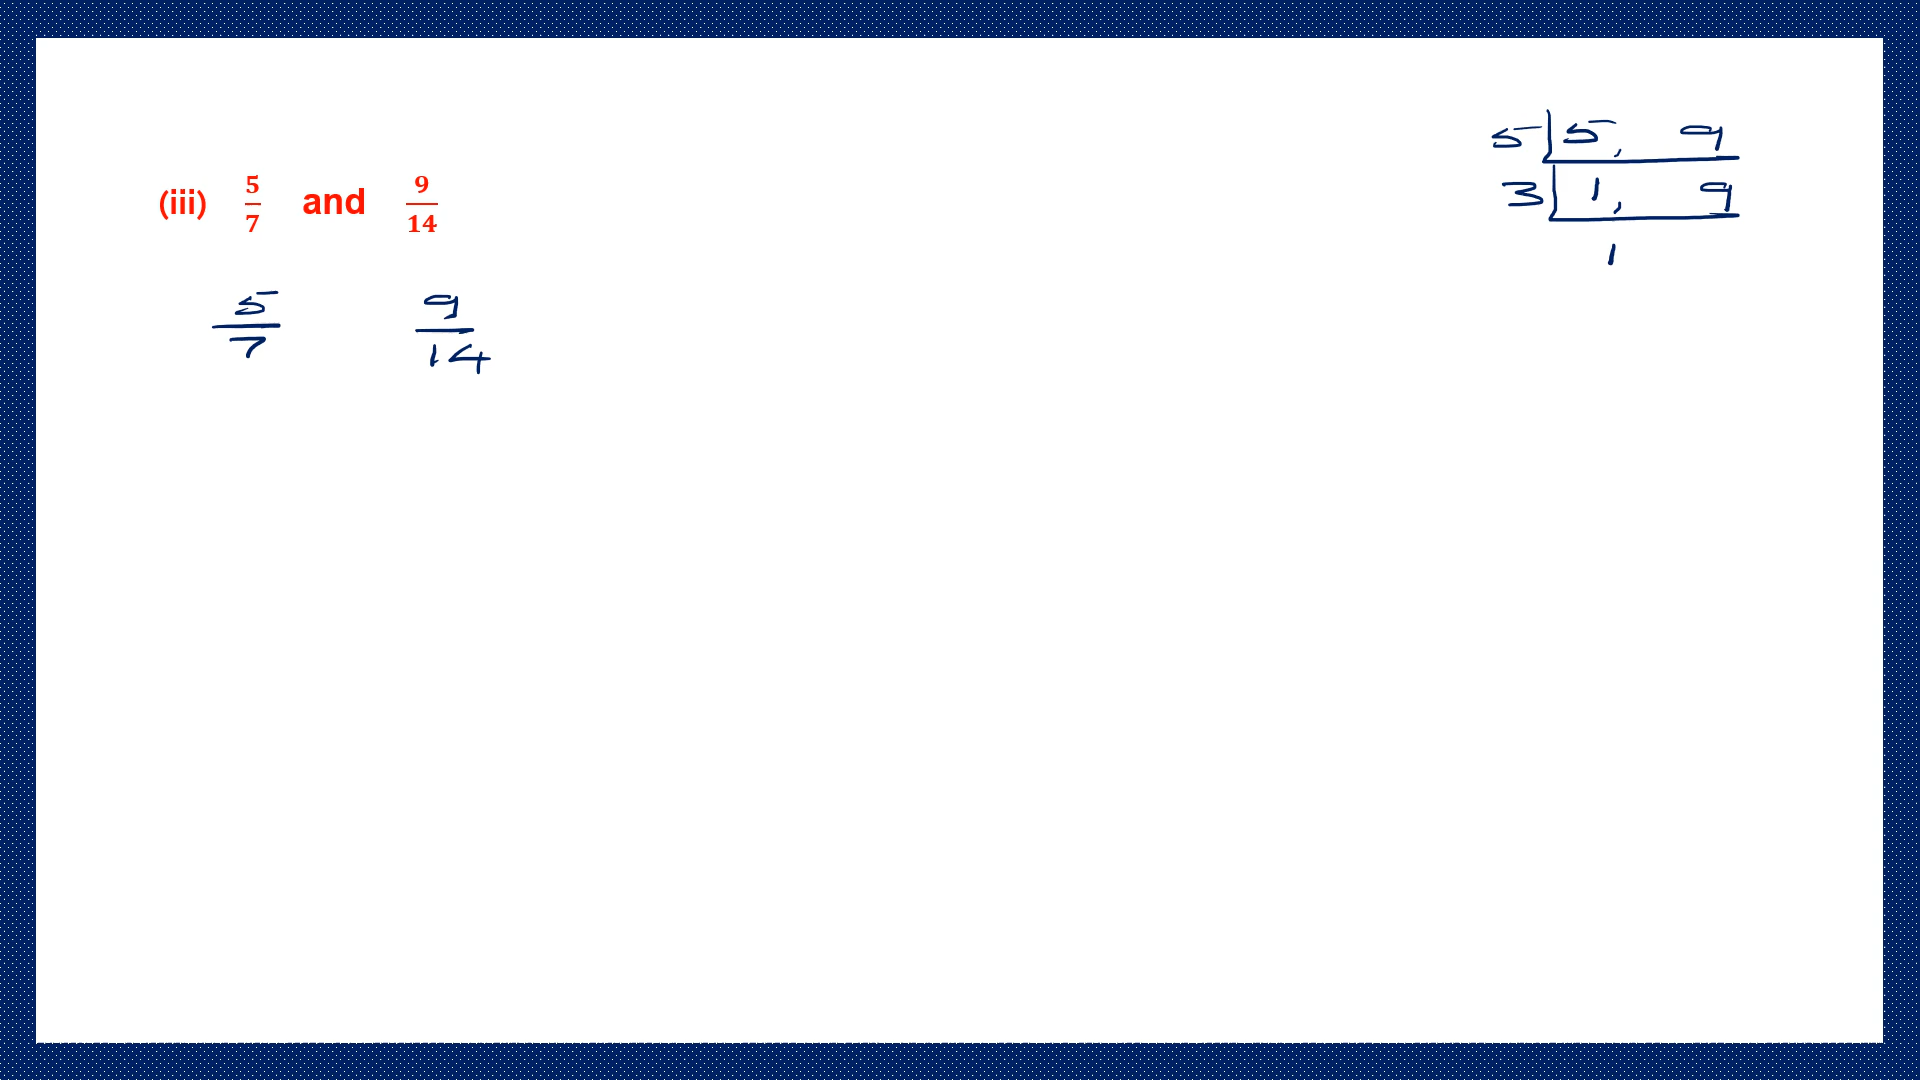 (iii) 5/7 and 9/14
5/7 9/14
5 | 5, 9
3 | 1, 9
1